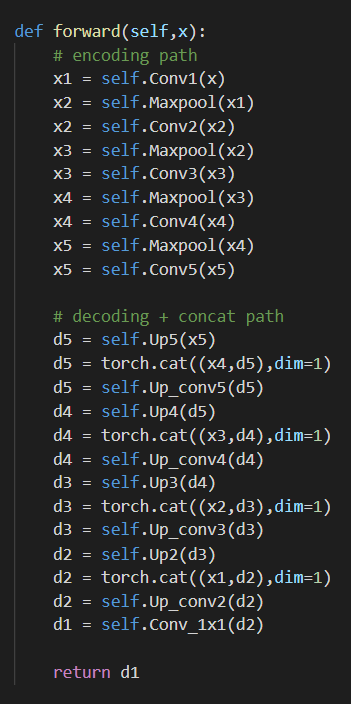 def forward(self,x):
    # encoding path
    x1 = self.Conv1(x)
    x2 = self.Maxpool(x1)
    x2 = self.Conv2(x2)
    x3 = self.Maxpool(x2)
    x3 = self.Conv3(x3)
    x4 = self.Maxpool(x3)
    x4 = self.Conv4(x4)
    x5 = self.Maxpool(x4)
    x5 = self.Conv5(x5)

    # decoding + concat path
    d5 = self.Up5(x5)
    d5 = torch.cat((x4,d5),dim=1)
    d5 = self.Up_conv5(d5)
    d4 = self.Up4(d5)
    d4 = torch.cat((x3,d4),dim=1)
    d4 = self.Up_conv4(d4)
    d3 = self.Up3(d4)
    d3 = torch.cat((x2,d3),dim=1)
    d3 = self.Up_conv3(d3)
    d2 = self.Up2(d3)
    d2 = torch.cat((x1,d2),dim=1)
    d2 = self.Up_conv2(d2)
    d1 = self.Conv_1x1(d2)

    return d1